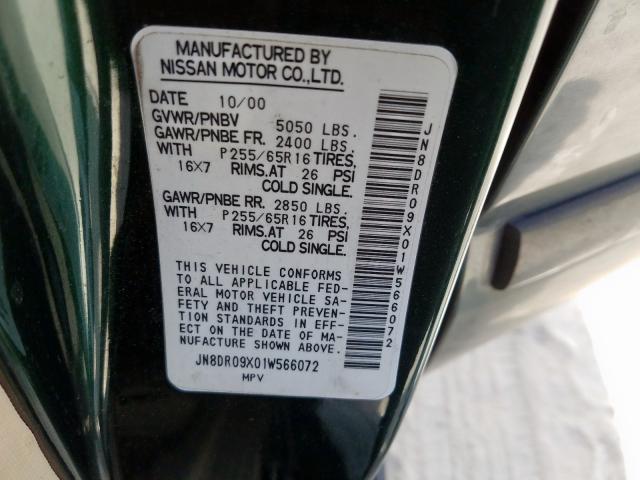 MANUFACTURED BY
NISSAN MOTOR CO.,LTD.
DATE 10/00
GVWR/PNBV 5050 LBS.
GAWR/PNBE FR. 2400 LBS.
WITH P255/65R16 TIRES,
16X7 RIMS.AT 26 PSI
COLD SINGLE.
GAWR/PNBE RR. 2850 LBS.
WITH P255/65R16 TIRES,
16X7 RIMS.AT 26 PSI
COLD SINGLE.
THIS VEHICLE CONFORMS
TO ALL APPLICABLE FED-
ERAL MOTOR VEHICLE SA-
FETY AND THEFT PREVEN-
TION STANDARDS IN EFF-
ECT ON THE DATE OF MA-
NUFACTURE SHOWN ABOVE.
JN8DR09X01W566072
MPV
JN8DR09X01W566072